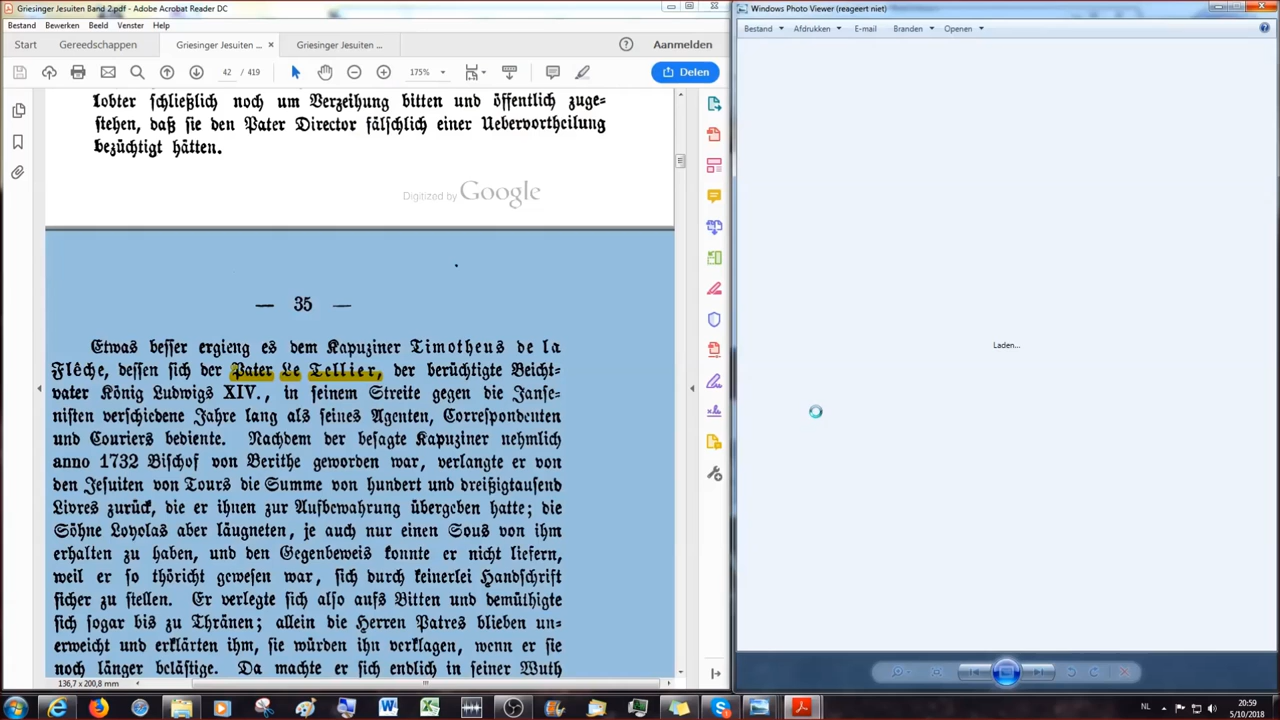 Griesinger Jesuiten Band 2.pdf - Adobe Acrobat Reader DC
Bestand Bewerken Beeld Venster Help
Start Gereedschappen Griesinger Jesuiten ... × Griesinger Jesuiten ... Aanmelden
42 / 419 175% Delen
lobter schließlich noch um Verzeihung bitten und öffentlich zuge-
stehen, daß sie den Pater Director fälschlich einer Uebervortheilung
bezüchtigt hätten.
Digitized by Google
— 35 —
Etwas besser ergieng es dem Kapuziner Timotheus de la
Flêche, dessen sich der Pater Le Tellier, der berüchtigte Beicht-
vater König Ludwigs XIV., in seinem Streite gegen die Janse-
nisten verschiedene Jahre lang als seines Agenten, Correspondenten
und Couriers bediente. Nachdem der besagte Kapuziner nehmlich
anno 1732 Bischof von Berithe geworden war, verlangte er von
den Jesuiten von Tours die Summe von hundert und dreißigtausend
Livres zurück, die er ihnen zur Aufbewahrung übergeben hatte; die
Söhne Loyolas aber läugneten, je auch nur einen Sous von ihm
erhalten zu haben, und den Gegenbeweis konnte er nicht liefern,
weil er so thöricht gewesen war, sich durch keinerlei Handschrift
sicher zu stellen. Er verlegte sich also aufs Bitten und demüthigte
sich sogar bis zu Thränen; allein die Herren Patres blieben un-
erweicht und erklärten ihm, sie würden ihn verklagen, wenn er sie
noch länger belästige. Da machte er sich endlich in seiner Wuth
136,7 x 200,8 mm
Windows Photo Viewer (reageert niet)
Bestand Afdrukken E-mail Branden Openen
Laden...
NL 20:59
5/10/2018